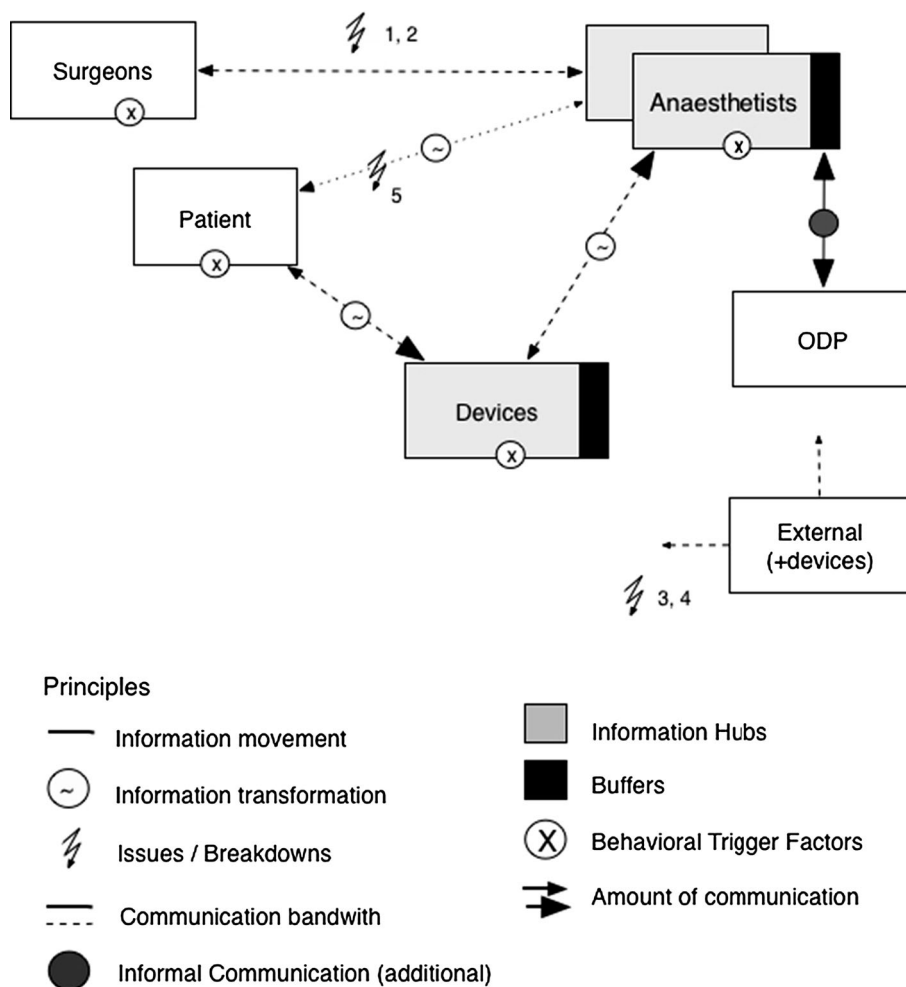 1, 2
Surgeons
Anaesthetists
x
x
~
5
Patient
x
~
~
ODP
Devices
x
External
(+devices)
3, 4
Principles
Information movement
~ Information transformation
Issues / Breakdowns
Communication bandwith
Informal Communication (additional)
Information Hubs
Buffers
X Behavioral Trigger Factors
Amount of communication